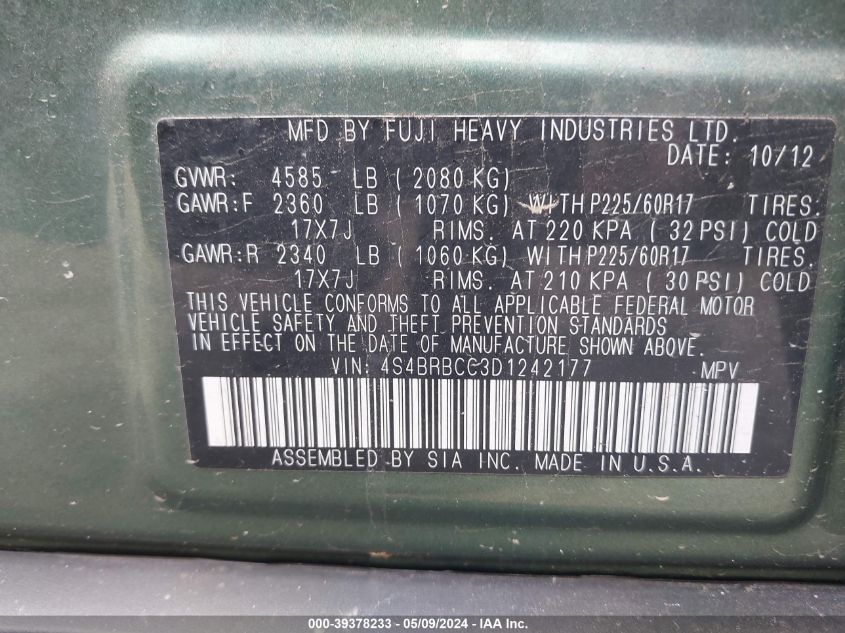 MFD BY FUJI HEAVY INDUSTRIES LTD.
DATE: 10/12
GVWR: 4585 LB ( 2080 KG)
GAWR:F 2360 LB ( 1070 KG) WITH P225/60R17 TIRES.
17X7J RIMS. AT 220 KPA ( 32 PSI) COLD
GAWR:R 2340 LB ( 1060 KG) WITH P225/60R17 TIRES.
17X7J RIMS. AT 210 KPA ( 30 PSI) COLD
THIS VEHICLE CONFORMS TO ALL APPLICABLE FEDERAL MOTOR
VEHICLE SAFETY AND THEFT PREVENTION STANDARDS
IN EFFECT ON THE DATE OF MANUFACTURE SHOWN ABOVE.
VIN: 4S4BRBCC3D1242177 MPV
ASSEMBLED BY SIA INC. MADE IN U.S.A.
000-39378233 - 05/09/2024 - IAA Inc.